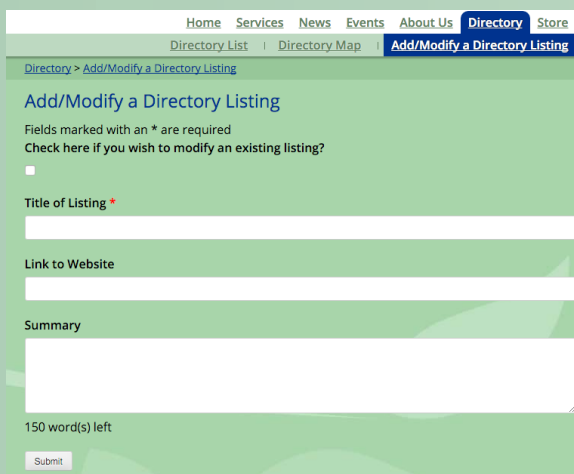 Home Services News Events About Us Directory Store
Directory List | Directory Map | Add/Modify a Directory Listing
Directory > Add/Modify a Directory Listing
Add/Modify a Directory Listing
Fields marked with an * are required
Check here if you wish to modify an existing listing?
Title of Listing *
Link to Website
Summary
150 word(s) left
Submit